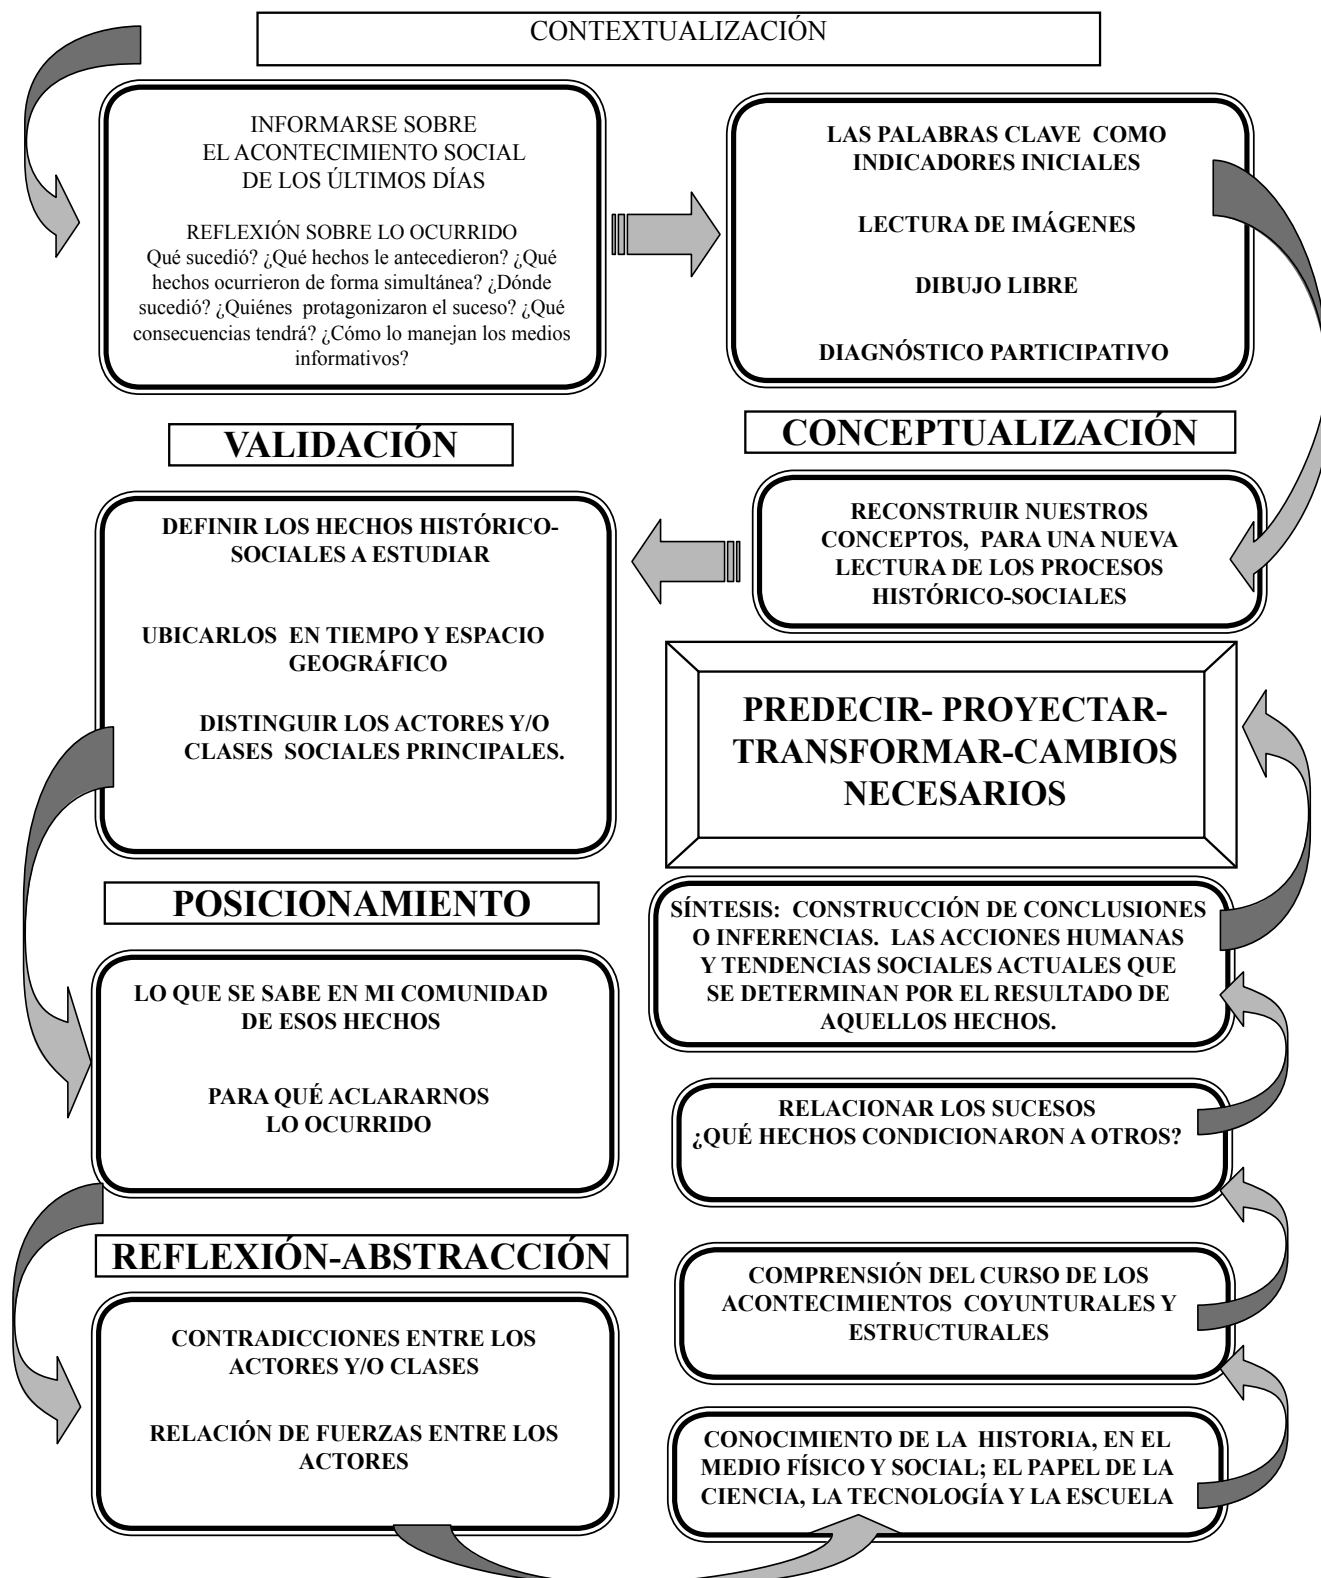 CONTEXTUALIZACIÓN
INFORMARSE SOBRE
EL ACONTECIMIENTO SOCIAL
DE LOS ÚLTIMOS DÍAS
REFLEXIÓN SOBRE LO OCURRIDO
Qué sucedió? ¿Qué hechos le antecedieron? ¿Qué
hechos ocurrieron de forma simultánea? ¿Dónde
sucedió? ¿Quiénes protagonizaron el suceso? ¿Qué
consecuencias tendrá? ¿Cómo lo manejan los medios
informativos?
LAS PALABRAS CLAVE COMO
INDICADORES INICIALES
LECTURA DE IMÁGENES
DIBUJO LIBRE
DIAGNÓSTICO PARTICIPATIVO
CONCEPTUALIZACIÓN
RECONSTRUIR NUESTROS
CONCEPTOS, PARA UNA NUEVA
LECTURA DE LOS PROCESOS
HISTÓRICO-SOCIALES
VALIDACIÓN
DEFINIR LOS HECHOS HISTÓRICO-
SOCIALES A ESTUDIAR
UBICARLOS EN TIEMPO Y ESPACIO
GEOGRÁFICO
DISTINGUIR LOS ACTORES Y/O
CLASES SOCIALES PRINCIPALES.
POSICIONAMIENTO
LO QUE SE SABE EN MI COMUNIDAD
DE ESOS HECHOS
PARA QUÉ ACLARARNOS
LO OCURRIDO
REFLEXIÓN-ABSTRACCIÓN
CONTRADICCIONES ENTRE LOS
ACTORES Y/O CLASES
RELACIÓN DE FUERZAS ENTRE LOS
ACTORES
CONOCIMIENTO DE LA HISTORIA, EN EL
MEDIO FÍSICO Y SOCIAL; EL PAPEL DE LA
CIENCIA, LA TECNOLOGÍA Y LA ESCUELA
COMPRENSIÓN DEL CURSO DE LOS
ACONTECIMIENTOS COYUNTURALES Y
ESTRUCTURALES
RELACIONAR LOS SUCESOS
¿QUÉ HECHOS CONDICIONARON A OTROS?
SÍNTESIS: CONSTRUCCIÓN DE CONCLUSIONES
O INFERENCIAS. LAS ACCIONES HUMANAS
Y TENDENCIAS SOCIALES ACTUALES QUE
SE DETERMINAN POR EL RESULTADO DE
AQUELLOS HECHOS.
PREDECIR- PROYECTAR-
TRANSFORMAR-CAMBIOS
NECESARIOS